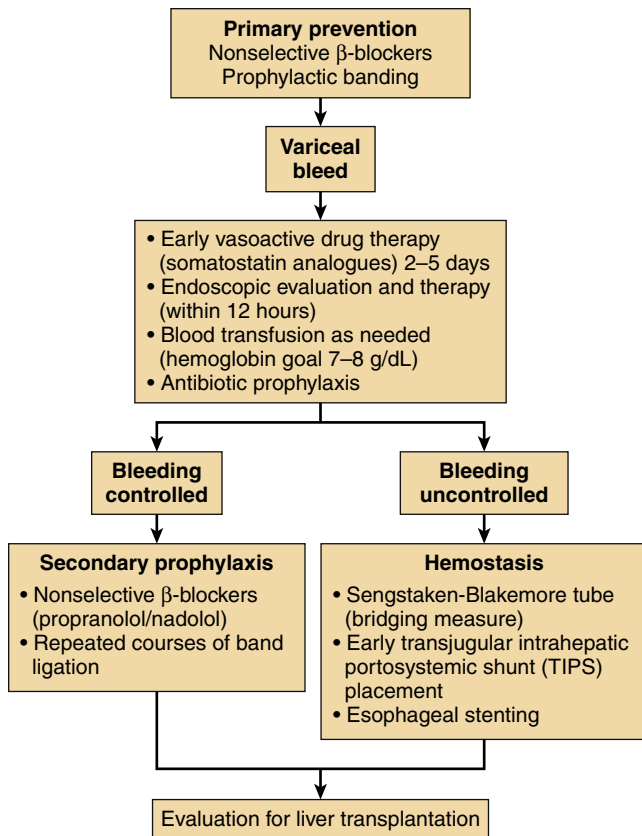 Primary prevention
Nonselective β-blockers
Prophylactic banding
Variceal
bleed
• Early vasoactive drug therapy
(somatostatin analogues) 2–5 days
• Endoscopic evaluation and therapy
(within 12 hours)
• Blood transfusion as needed
(hemoglobin goal 7–8 g/dL)
• Antibiotic prophylaxis
Bleeding
controlled
Bleeding
uncontrolled
Secondary prophylaxis
• Nonselective β-blockers
(propranolol/nadolol)
• Repeated courses of band
ligation
Hemostasis
• Sengstaken-Blakemore tube
(bridging measure)
• Early transjugular intrahepatic
portosystemic shunt (TIPS)
placement
• Esophageal stenting
Evaluation for liver transplantation